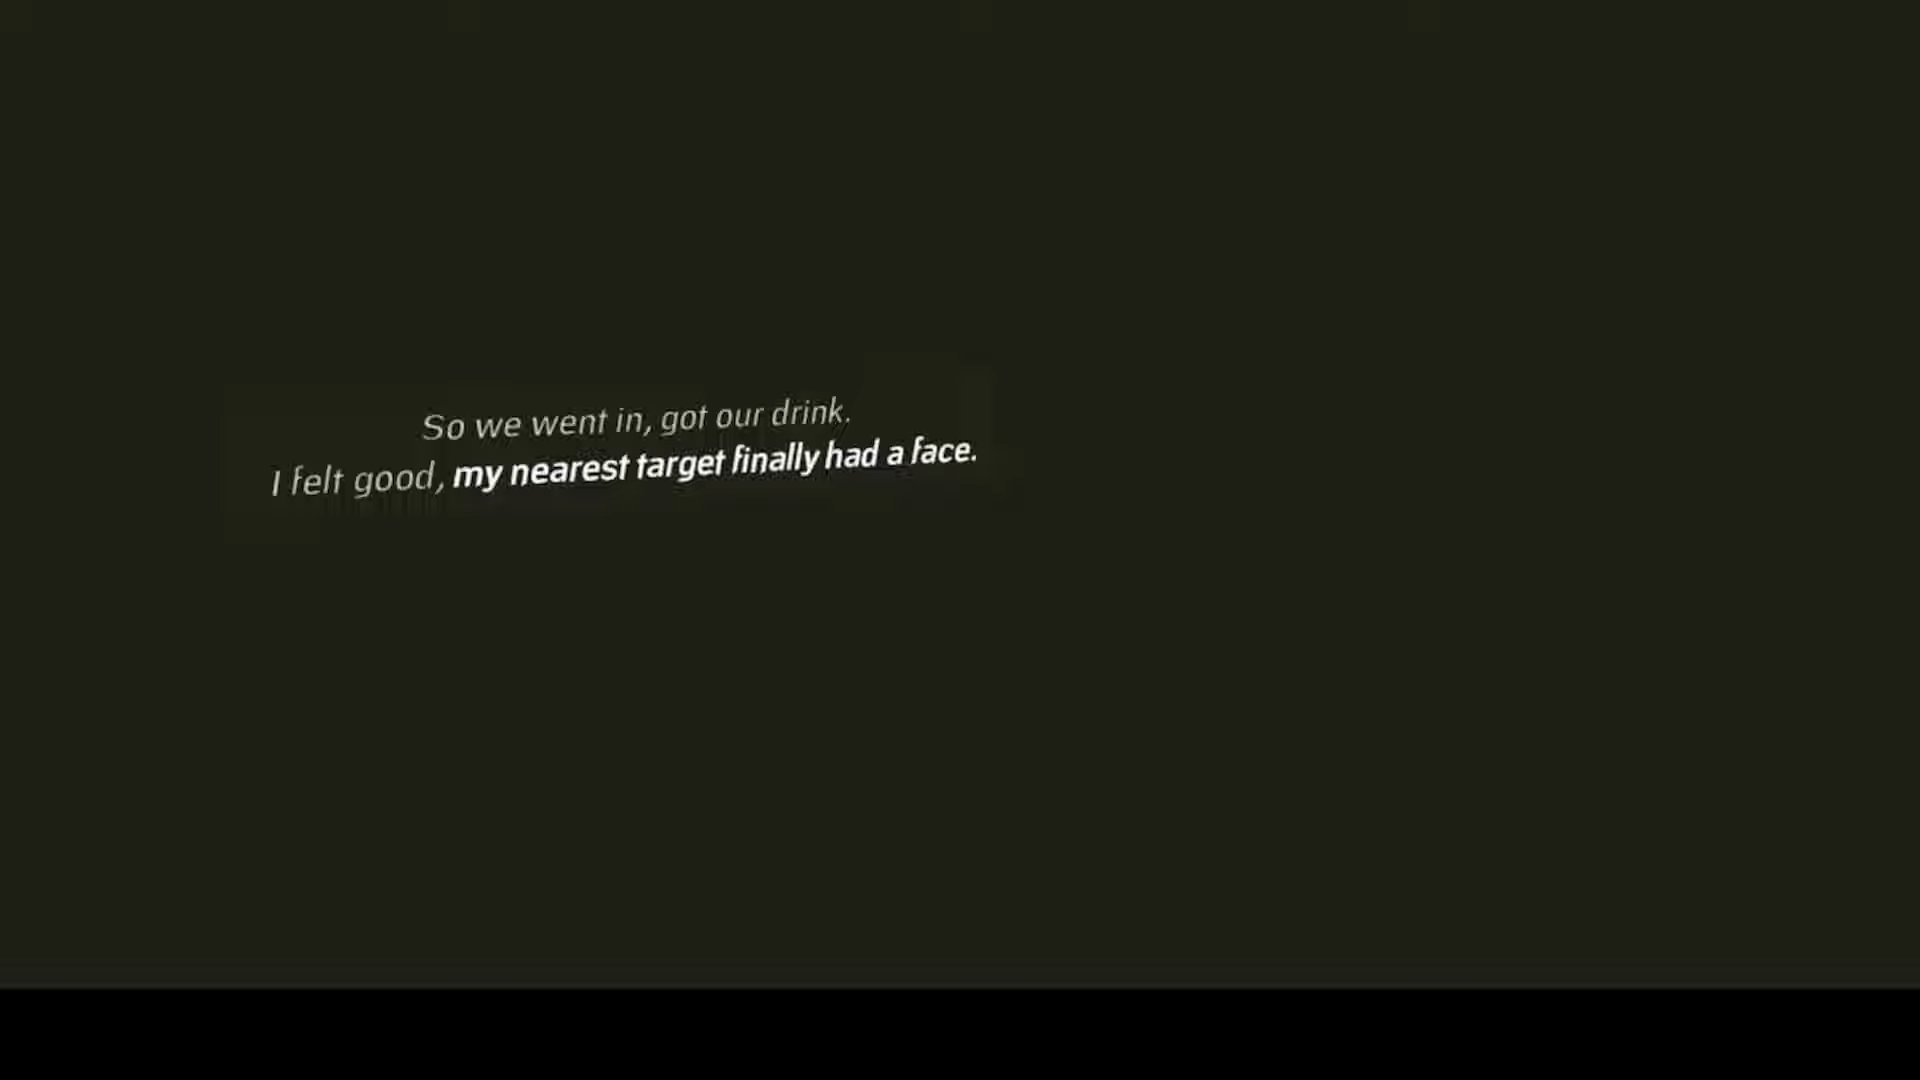 So we went in, got our drink.
I felt good, my nearest target finally had a face.